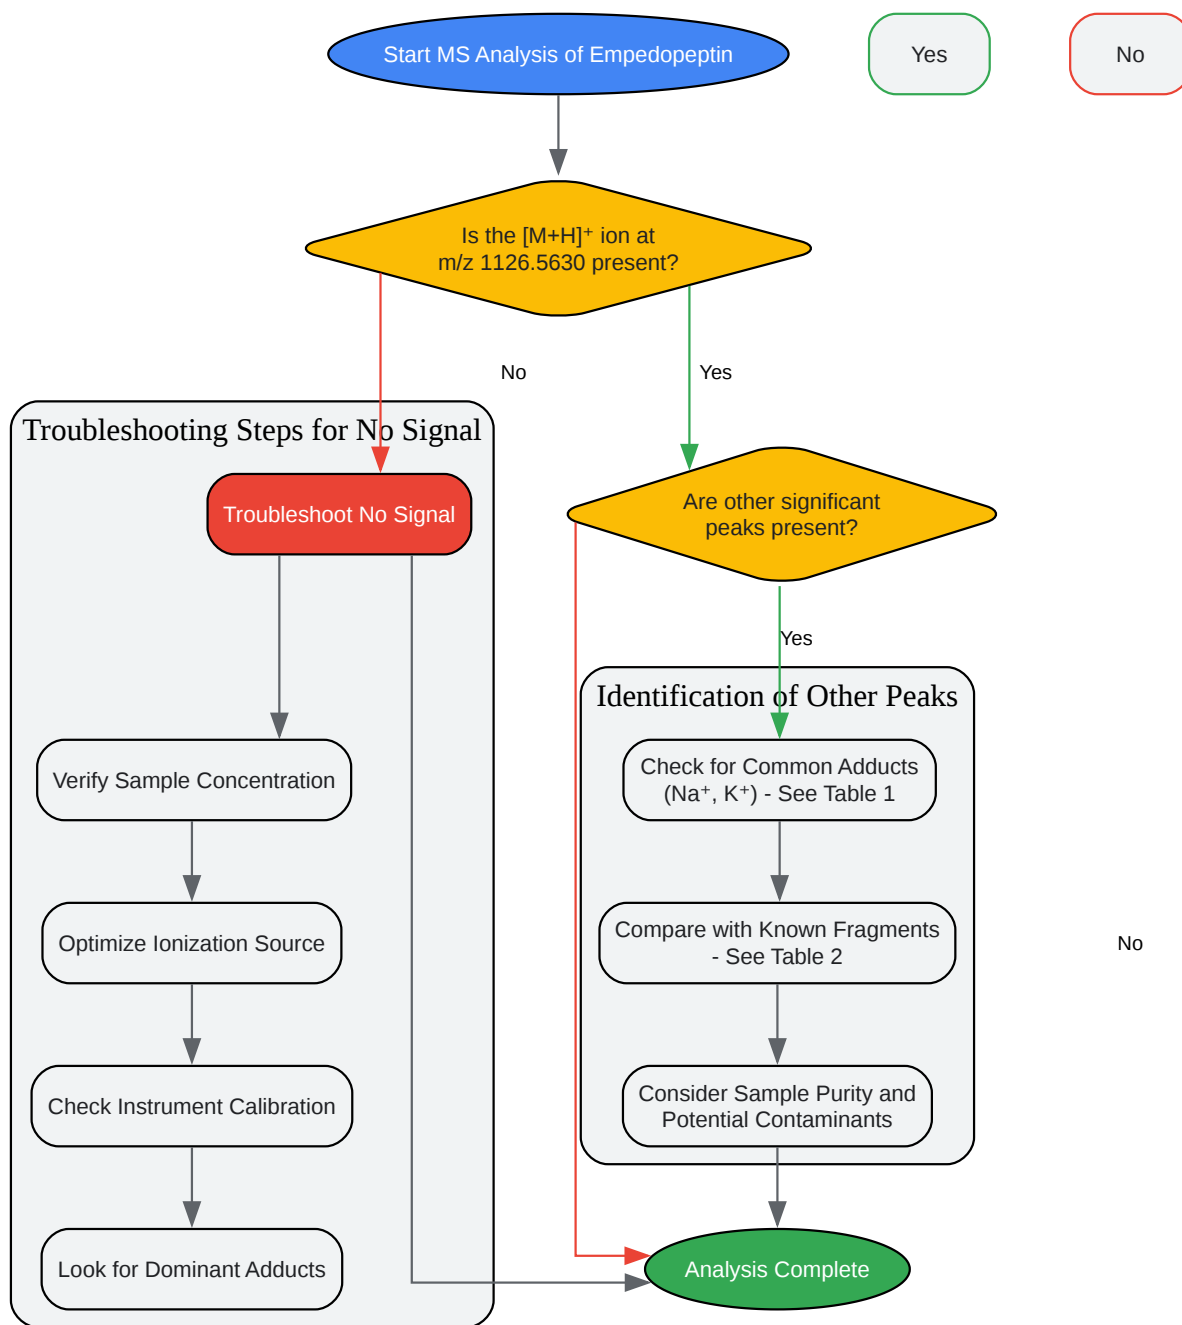 Start MS Analysis of Empedopeptin
Yes
No
Is the [M+H]⁺ ion at
m/z 1126.5630 present?
No
Yes
Troubleshooting Steps for No Signal
Troubleshoot No Signal
Are other significant
peaks present?
Yes
Identification of Other Peaks
Verify Sample Concentration
Check for Common Adducts
(Na⁺, K⁺) - See Table 1
Optimize Ionization Source
Compare with Known Fragments
- See Table 2
No
Check Instrument Calibration
Consider Sample Purity and
Potential Contaminants
Look for Dominant Adducts
Analysis Complete